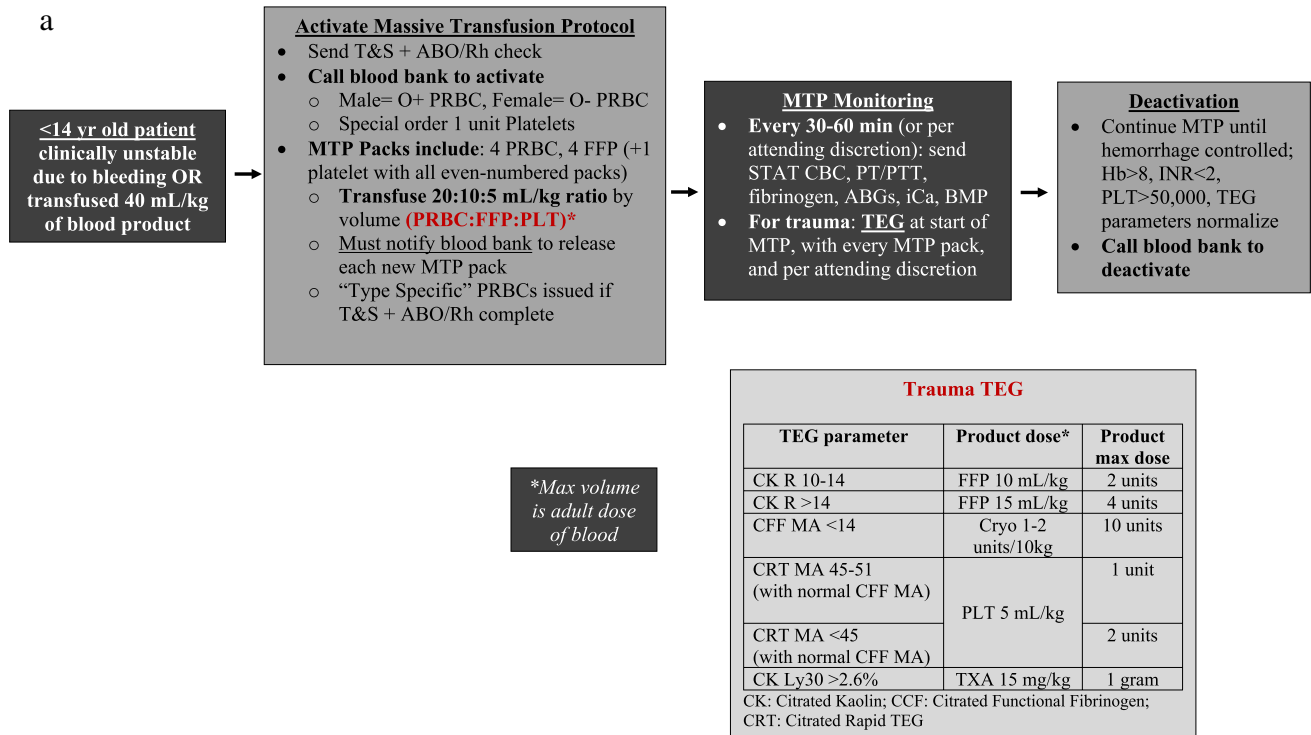 a
<14 yr old patient
clinically unstable
due to bleeding OR
transfused 40 mL/kg
of blood product
Activate Massive Transfusion Protocol
• Send T&S + ABO/Rh check
• Call blood bank to activate
o Male= O+ PRBC, Female= O- PRBC
o Special order 1 unit Platelets
• MTP Packs include: 4 PRBC, 4 FFP (+1
platelet with all even-numbered packs)
o Transfuse 20:10:5 mL/kg ratio by
volume (PRBC:FFP:PLT)*
o Must notify blood bank to release
each new MTP pack
o “Type Specific” PRBCs issued if
T&S + ABO/Rh complete
MTP Monitoring
• Every 30-60 min (or per
attending discretion): send
STAT CBC, PT/PTT,
fibrinogen, ABGs, iCa, BMP
• For trauma: TEG at start of
MTP, with every MTP pack,
and per attending discretion
Deactivation
• Continue MTP until
hemorrhage controlled;
Hb>8, INR<2,
PLT>50,000, TEG
parameters normalize
• Call blood bank to
deactivate
*Max volume
is adult dose
of blood
Trauma TEG
TEG parameter Product dose* Product
max dose
CK R 10-14 FFP 10 mL/kg 2 units
CK R >14 FFP 15 mL/kg 4 units
CFF MA <14 Cryo 1-2 10 units
units/10kg
CRT MA 45-51 1 unit
(with normal CFF MA)
PLT 5 mL/kg
CRT MA <45 2 units
(with normal CFF MA)
CK Ly30 >2.6% TXA 15 mg/kg 1 gram
CK: Citrated Kaolin; CCF: Citrated Functional Fibrinogen;
CRT: Citrated Rapid TEG